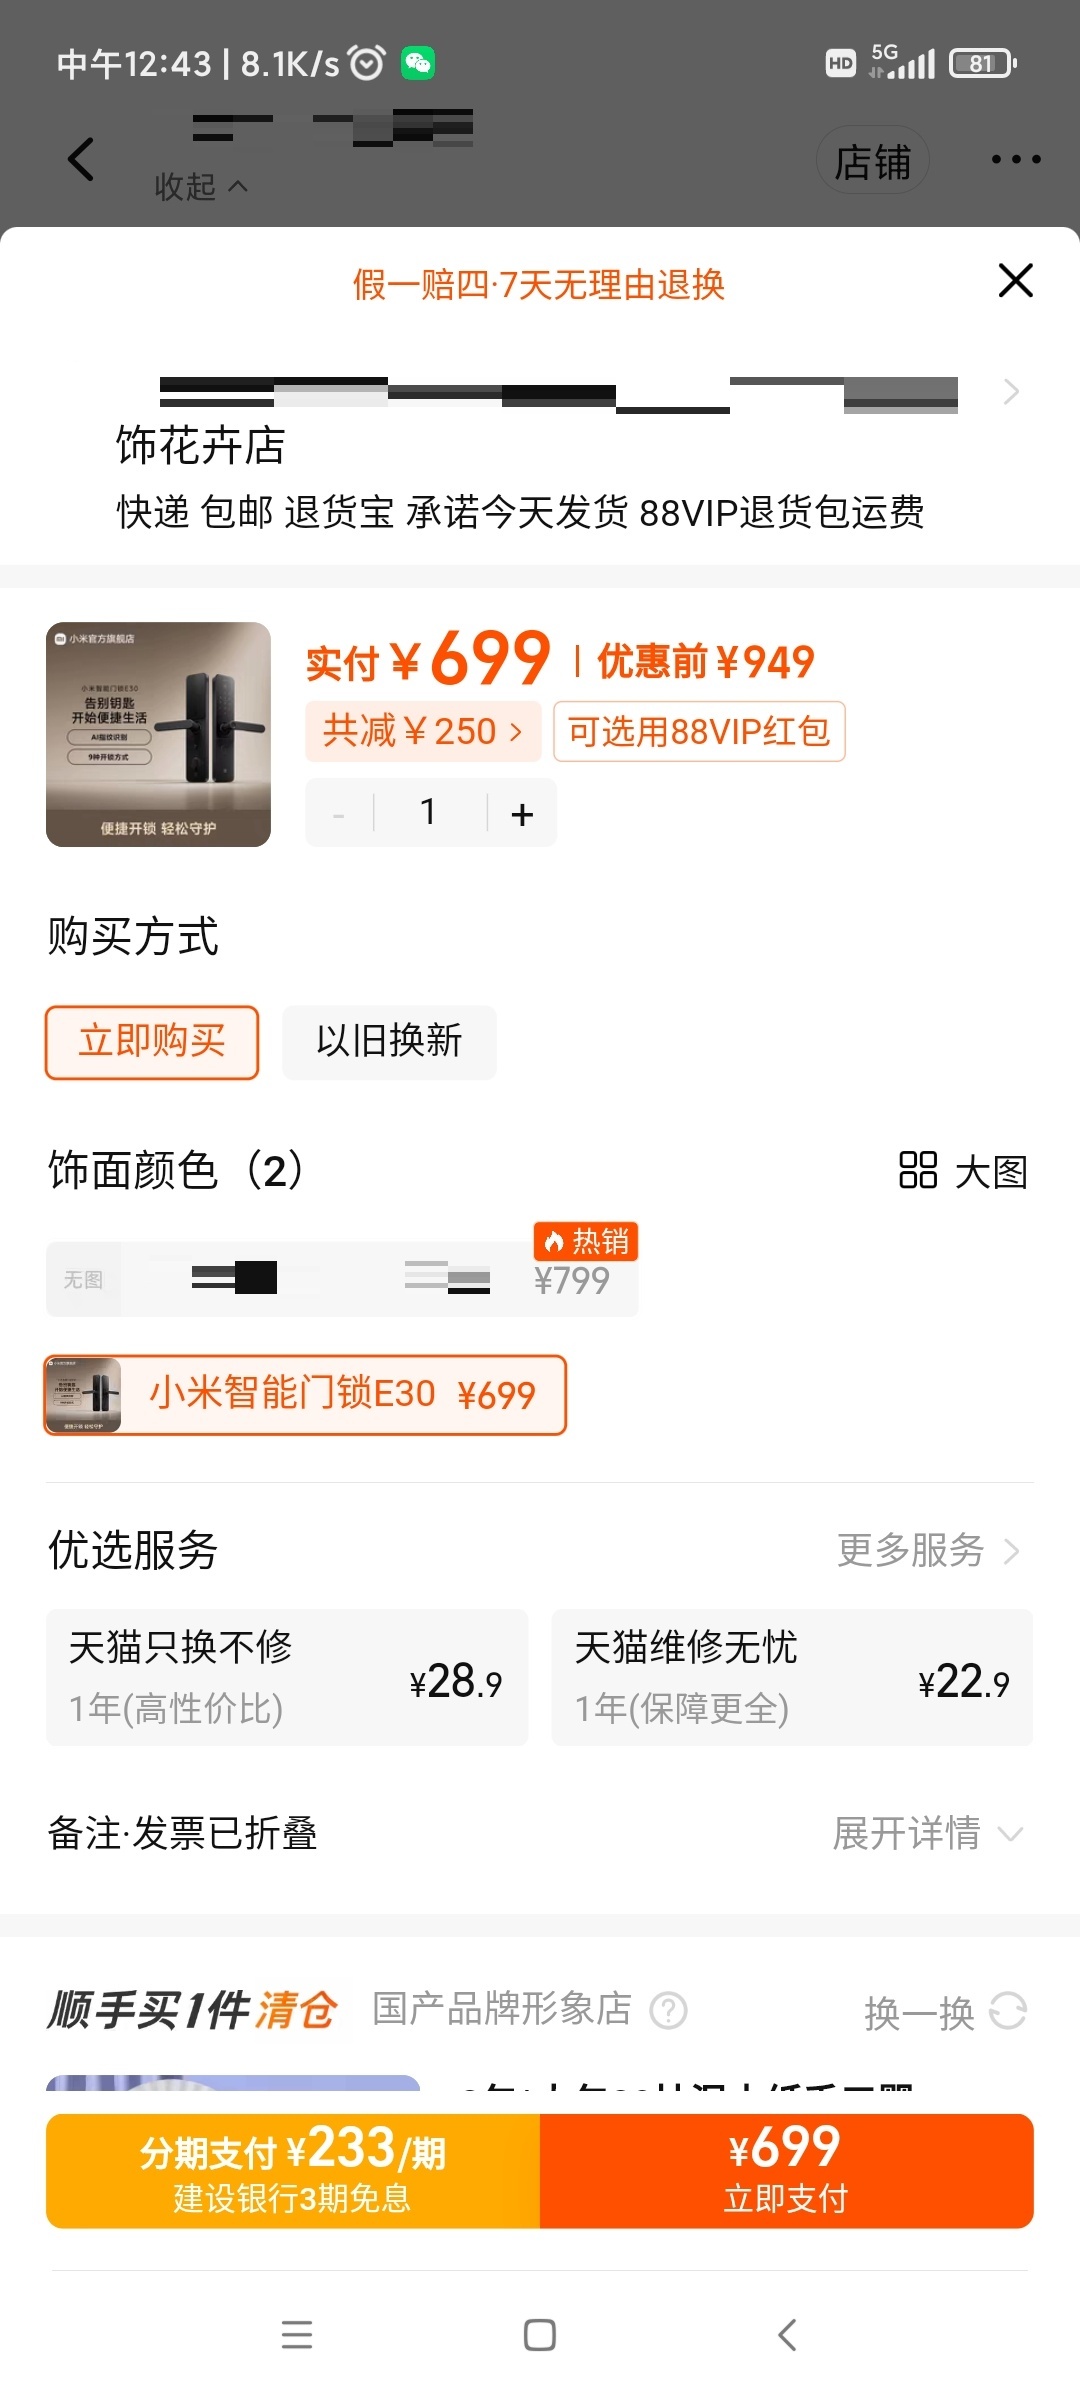 中午12:43 | 8.1K/s
HD 5G 81
店铺
收起
假一赔四·7天无理由退换
饰花卉店
快递 包邮 退货宝 承诺今天发货 88VIP退货包运费
小米官方旗舰店
小米智能门锁E30
告别钥匙
开始便捷生活
AI指纹识别
9种开锁方式
便捷开锁 轻松守护
实付 ¥699 | 优惠前 ¥949
共减 ¥250 >
可选用88VIP红包
- 1 +
购买方式
立即购买
以旧换新
饰面颜色（2）
大图
热销
无图
¥799
小米智能门锁E30 ¥699
优选服务
更多服务
天猫只换不修
1年(高性价比)
¥28.9
天猫维修无忧
1年(保障更全)
¥22.9
备注·发票已折叠
展开详情
顺手买1件 清仓 国产品牌形象店 ?
换一换
分期支付 ¥233/期
建设银行3期免息
¥699
立即支付